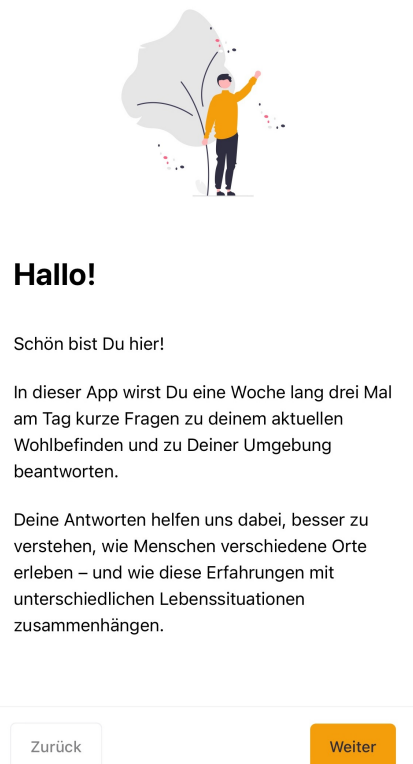 Hallo!
Schön bist Du hier!
In dieser App wirst Du eine Woche lang drei Mal
am Tag kurze Fragen zu deinem aktuellen
Wohlbefinden und zu Deiner Umgebung
beantworten.
Deine Antworten helfen uns dabei, besser zu
verstehen, wie Menschen verschiedene Orte
erleben – und wie diese Erfahrungen mit
unterschiedlichen Lebenssituationen
zusammenhängen.
Zurück
Weiter